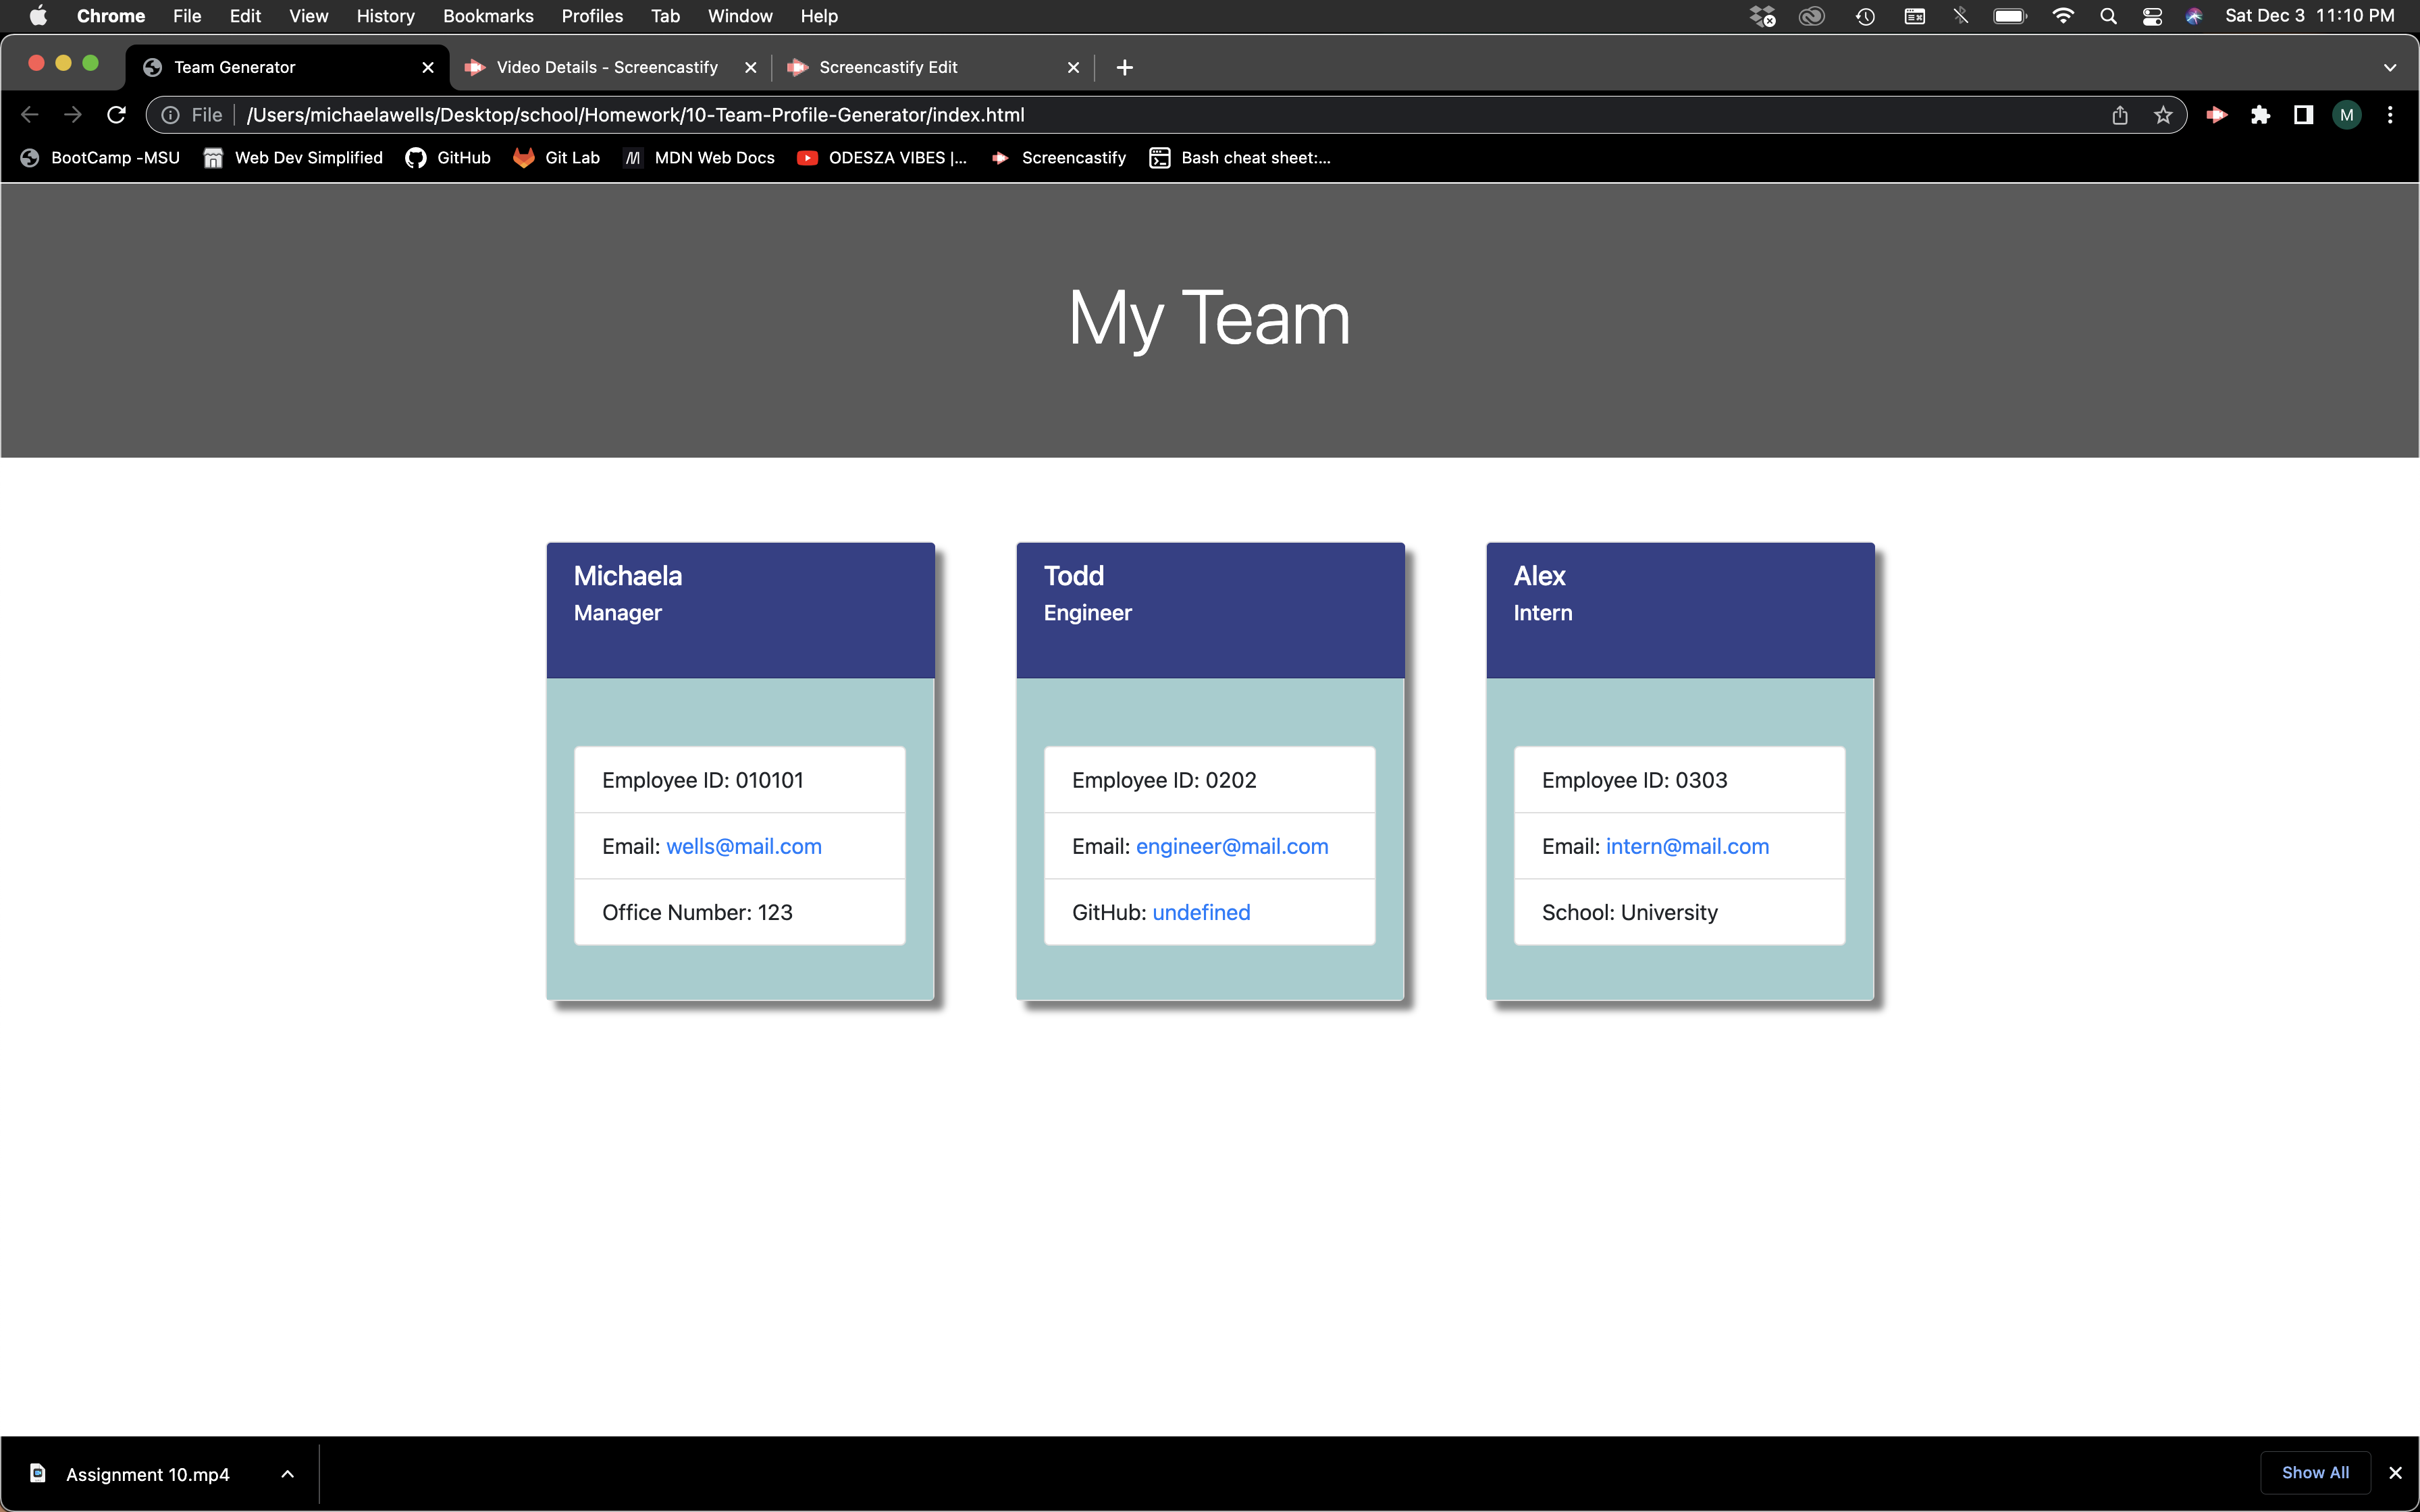 Chrome File Edit View History Bookmarks Profiles Tab Window Help Sat Dec 3 11:10 PM
Team Generator Video Details - Screencastify Screencastify Edit
File /Users/michaelawells/Desktop/school/Homework/10-Team-Profile-Generator/index.html M
BootCamp -MSU Web Dev Simplified GitHub Git Lab MDN Web Docs ODESZA VIBES |... Screencastify Bash cheat sheet:...
My Team
Michaela
Manager
Employee ID: 010101
Email: wells@mail.com
Office Number: 123
Todd
Engineer
Employee ID: 0202
Email: engineer@mail.com
GitHub: undefined
Alex
Intern
Employee ID: 0303
Email: intern@mail.com
School: University
Assignment 10.mp4 Show All